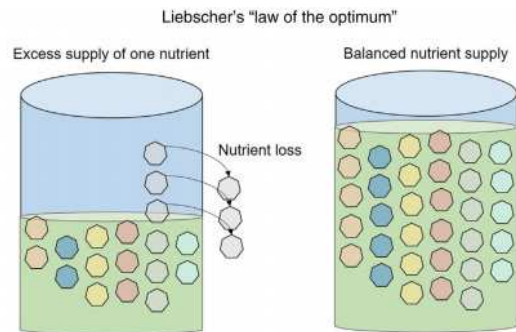 Liebscher's “law of the optimum”
Excess supply of one nutrient
Balanced nutrient supply
Nutrient loss